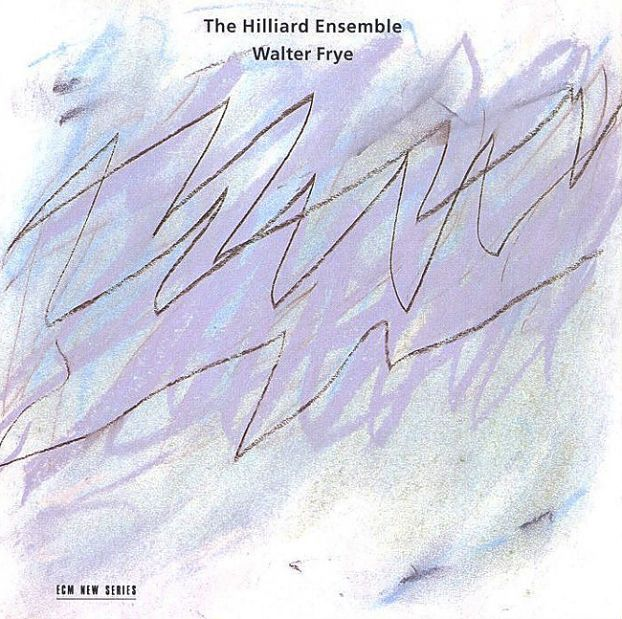 The Hilliard Ensemble
Walter Frye
ECM NEW SERIES